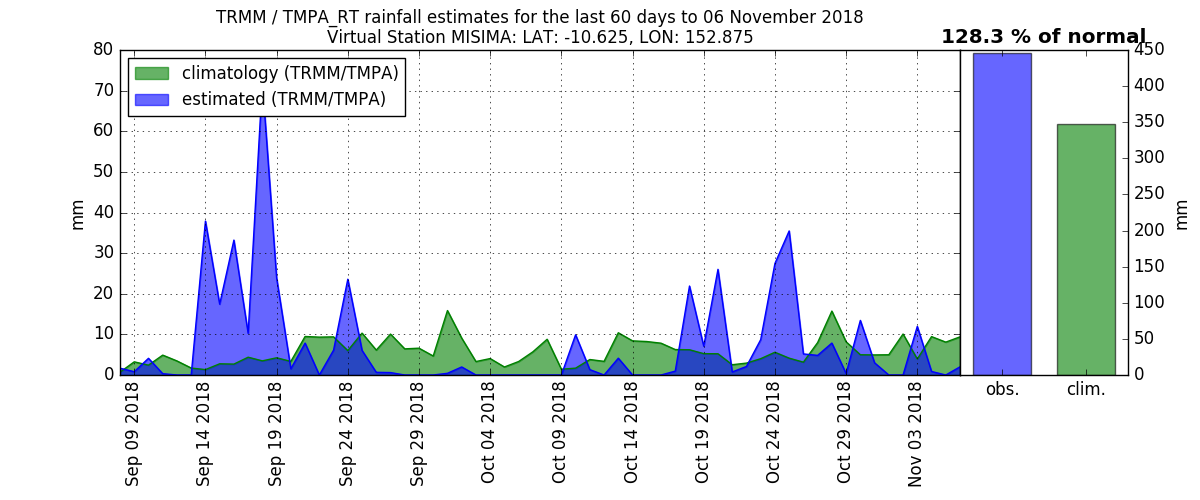 TRMM / TMPA_RT rainfall estimates for the last 60 days to 06 November 2018
Virtual Station MISIMA: LAT: -10.625, LON: 152.875
128.3 % of normal
climatology (TRMM/TMPA)
estimated (TRMM/TMPA)
mm
80
70
60
50
40
30
20
10
0
Sep 09 2018
Sep 14 2018
Sep 19 2018
Sep 24 2018
Sep 29 2018
Oct 04 2018
Oct 09 2018
Oct 14 2018
Oct 19 2018
Oct 24 2018
Oct 29 2018
Nov 03 2018
450
400
350
300
250
200
150
100
50
0
mm
obs.
clim.